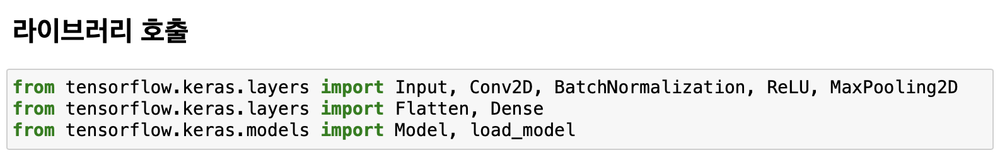 라이브러리 호출
from tensorflow.keras.layers import Input, Conv2D, BatchNormalization, ReLU, MaxPooling2D
from tensorflow.keras.layers import Flatten, Dense
from tensorflow.keras.models import Model, load_model